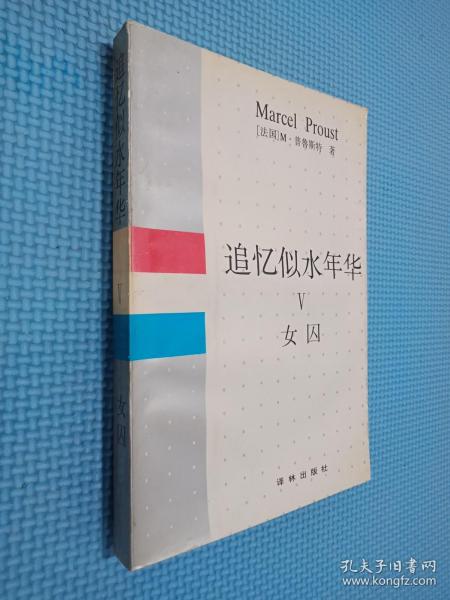 追忆似水年华
V
女囚
Marcel Proust
[法国]M·普鲁斯特 著
追忆似水年华
V
女囚
译林出版社
孔夫子旧书网
www.kongfz.com